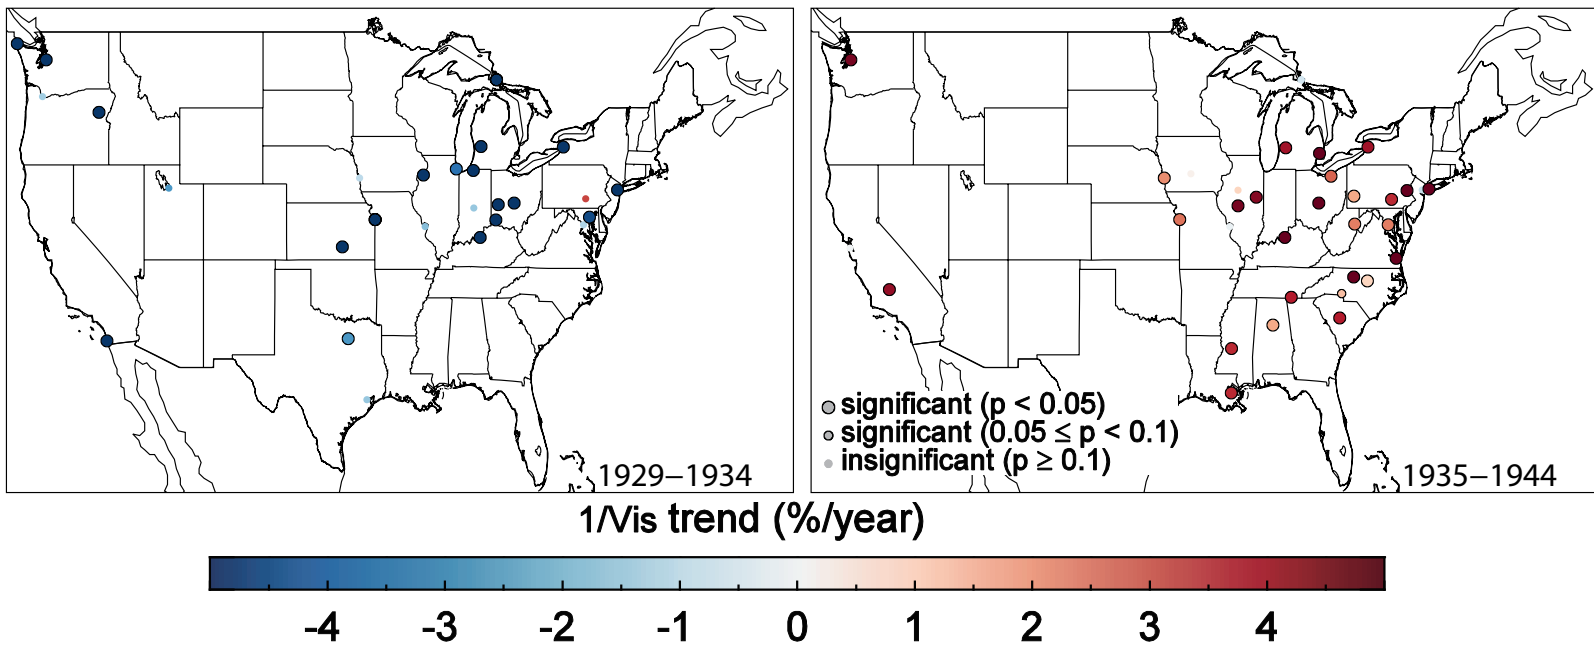 significant (p < 0.05)
significant (0.05 ≤ p < 0.1)
insignificant (p ≥ 0.1)
1929−1934
1935−1944
1/Vis trend (%/year)
-4 -3 -2 -1 0 1 2 3 4